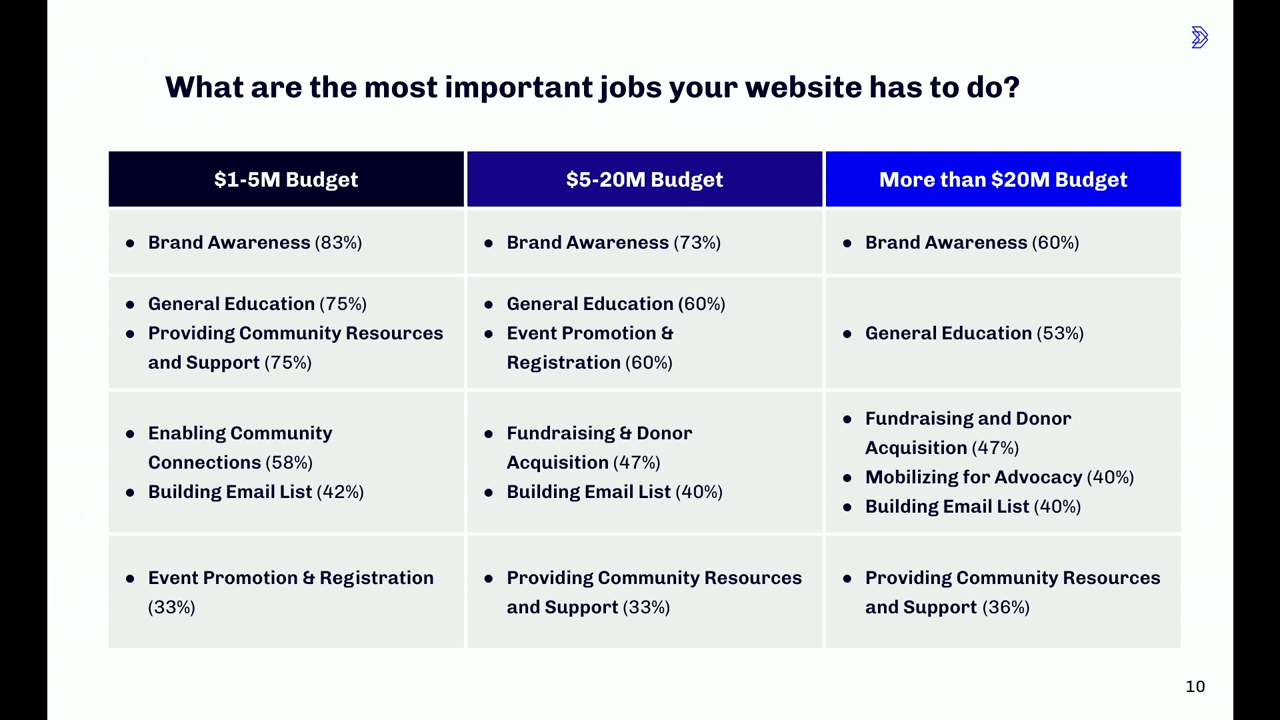 What are the most important jobs your website has to do?
$1-5M Budget
$5-20M Budget
More than $20M Budget
● Brand Awareness (83%)
● Brand Awareness (73%)
● Brand Awareness (60%)
● General Education (75%)
● Providing Community Resources
and Support (75%)
● General Education (60%)
● Event Promotion &
Registration (60%)
● General Education (53%)
● Enabling Community
Connections (58%)
● Building Email List (42%)
● Fundraising & Donor
Acquisition (47%)
● Building Email List (40%)
● Fundraising and Donor
Acquisition (47%)
● Mobilizing for Advocacy (40%)
● Building Email List (40%)
● Event Promotion & Registration
(33%)
● Providing Community Resources
and Support (33%)
● Providing Community Resources
and Support (36%)
10